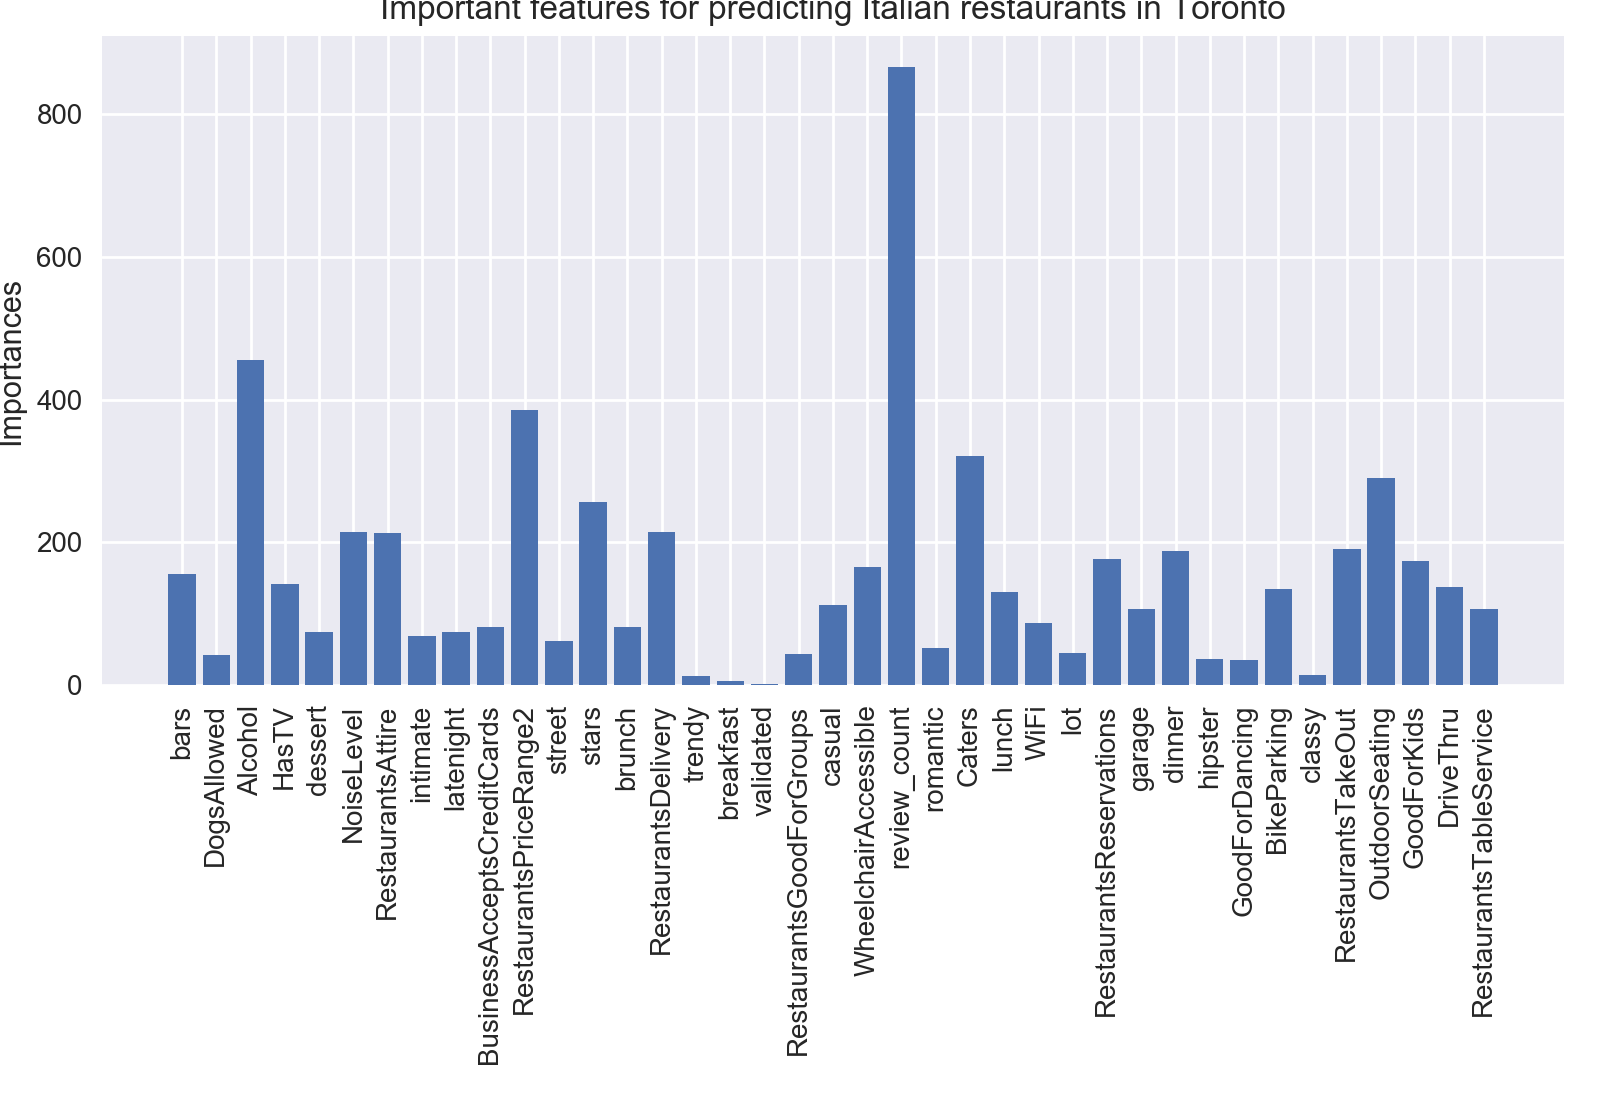 Important features for predicting Italian restaurants in Toronto
Importances
800
600
400
200
0
bars
DogsAllowed
Alcohol
HasTV
dessert
NoiseLevel
RestaurantsAttire
intimate
latenight
BusinessAcceptsCreditCards
RestaurantsPriceRange2
street
stars
brunch
RestaurantsDelivery
trendy
breakfast
validated
RestaurantsGoodForGroups
casual
WheelchairAccessible
review_count
romantic
Caters
lunch
WiFi
lot
RestaurantsReservations
garage
dinner
hipster
GoodForDancing
BikeParking
classy
RestaurantsTakeOut
OutdoorSeating
GoodForKids
DriveThru
RestaurantsTableService